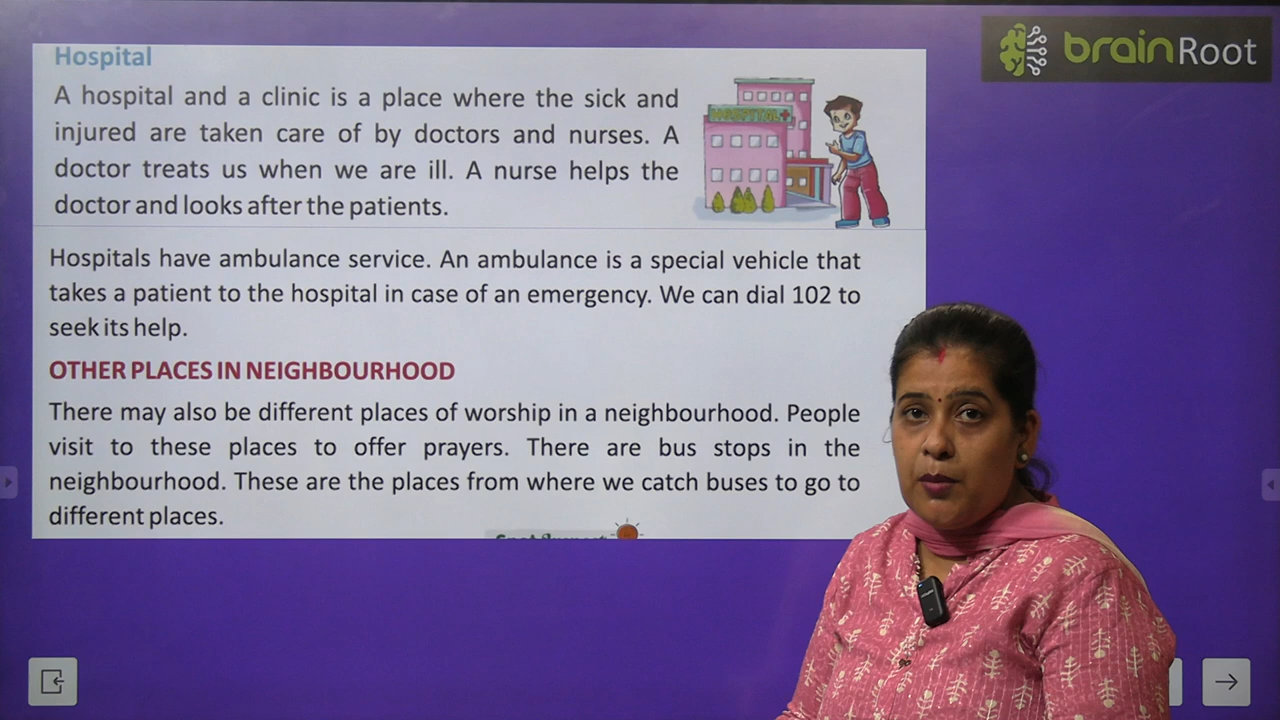 Hospital
brainRoot
A hospital and a clinic is a place where the sick and
injured are taken care of by doctors and nurses. A
doctor treats us when we are ill. A nurse helps the
doctor and looks after the patients.
HOSPITAL
Hospitals have ambulance service. An ambulance is a special vehicle that
takes a patient to the hospital in case of an emergency. We can dial 102 to
seek its help.
OTHER PLACES IN NEIGHBOURHOOD
There may also be different places of worship in a neighbourhood. People
visit to these places to offer prayers. There are bus stops in the
neighbourhood. These are the places from where we catch buses to go to
different places.